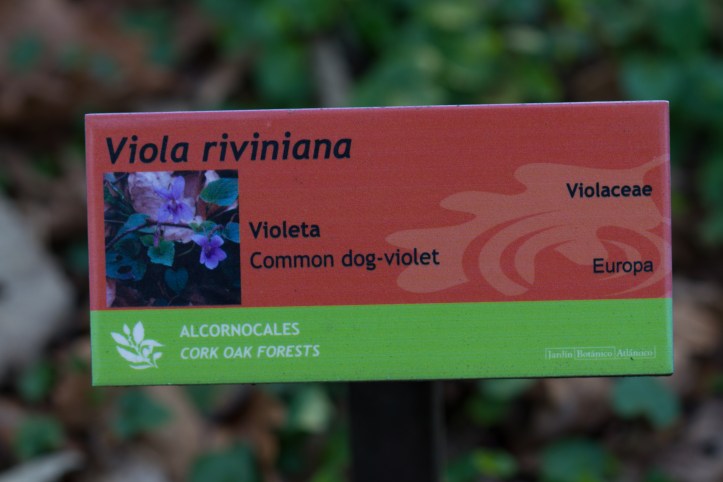 Viola riviniana
Violaceae
Violeta
Common dog-violet
Europa
ALCORNOCALES
CORK OAK FORESTS
Jardín Botánico Atlántico